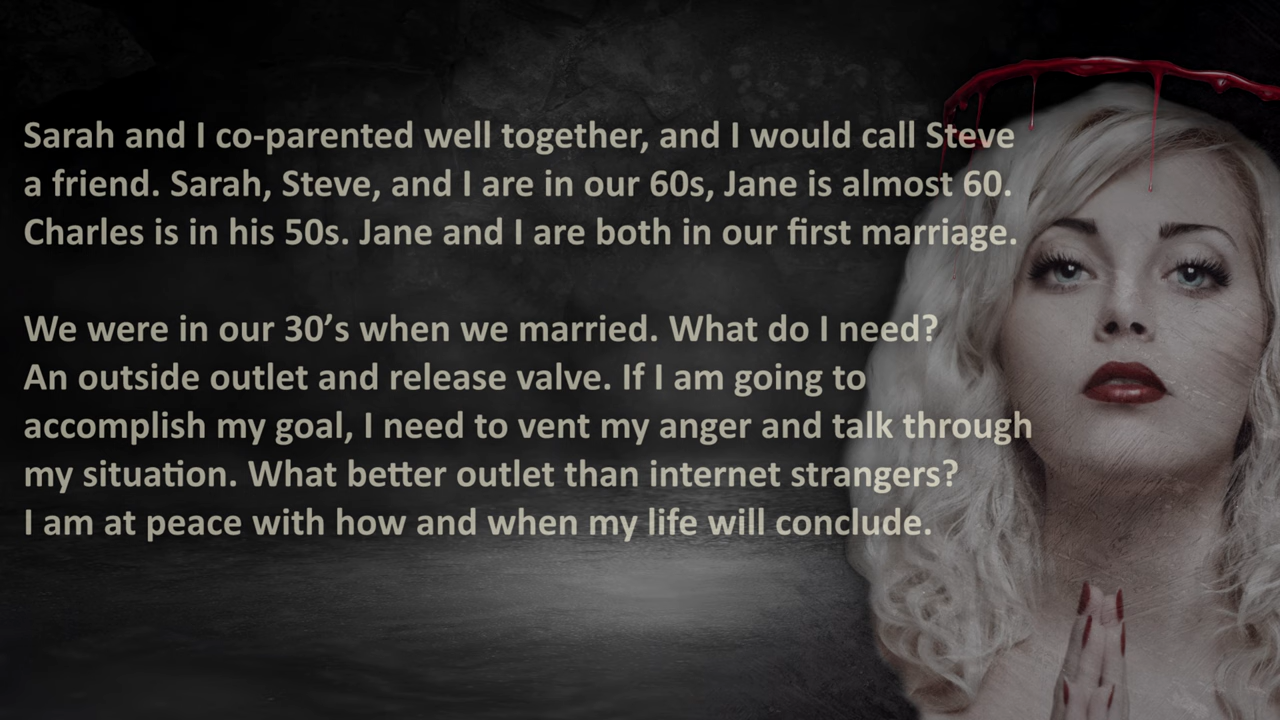 Sarah and I co-parented well together, and I would call Steve
a friend. Sarah, Steve, and I are in our 60s, Jane is almost 60.
Charles is in his 50s. Jane and I are both in our first marriage.
We were in our 30’s when we married. What do I need?
An outside outlet and release valve. If I am going to
accomplish my goal, I need to vent my anger and talk through
my situation. What better outlet than internet strangers?
I am at peace with how and when my life will conclude.